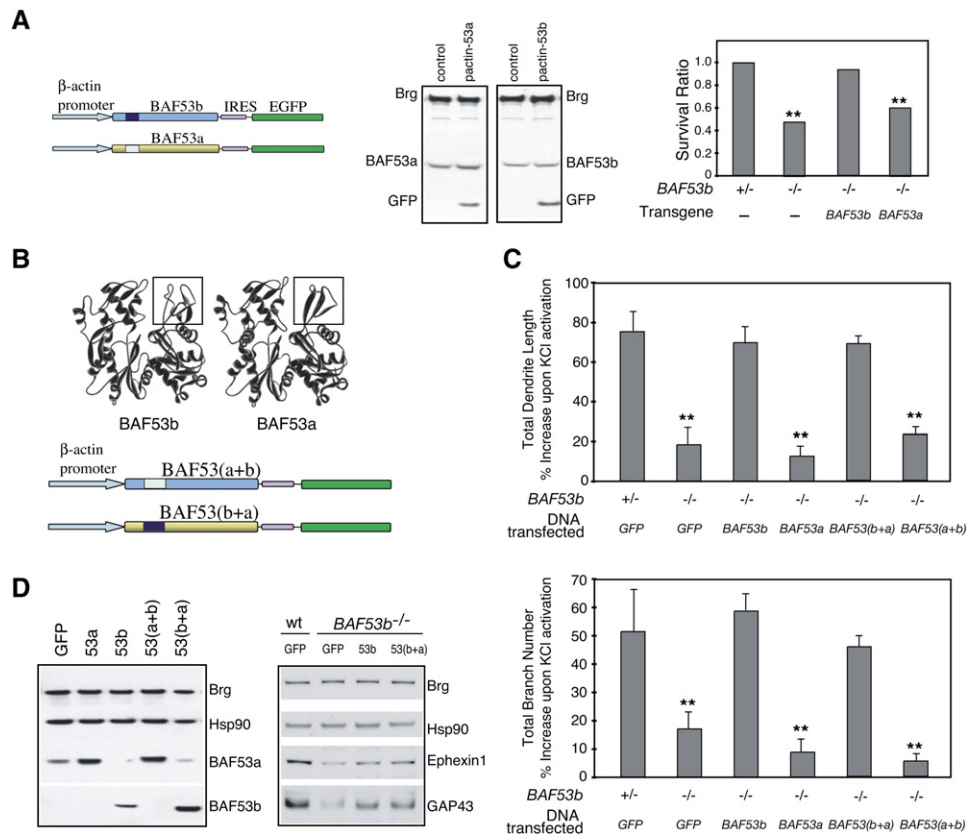 A
β-actin
promoter
BAF53b
IRES
EGFP
BAF53a
control
pactin-53a
control
pactin-53b
Brg
Brg
BAF53a
BAF53b
GFP
Survival Ratio
1.0
0.8
0.6
0.4
0.2
0
**
**
BAF53b
+/-
-/-
-/-
-/-
Transgene
–
–
BAF53b
BAF53a
B
BAF53b
BAF53a
β-actin
promoter
BAF53(a+b)
BAF53(b+a)
C
Total Dendrite Length
% Increase upon KCl activation
100
80
60
40
20
0
**
**
**
BAF53b
+/-
-/-
-/-
-/-
-/-
-/-
DNA
transfected
GFP
GFP
BAF53b
BAF53a
BAF53(b+a)
BAF53(a+b)
D
GFP
53a
53b
53(a+b)
53(b+a)
Brg
Hsp90
BAF53a
BAF53b
wt
BAF53b-/-
GFP
GFP
53b
53(b+a)
Brg
Hsp90
Ephexin1
GAP43
Total Branch Number
% Increase upon KCl activation
70
60
50
40
30
20
10
0
**
**
**
BAF53b
+/-
-/-
-/-
-/-
-/-
-/-
DNA
transfected
GFP
GFP
BAF53b
BAF53a
BAF53(b+a)
BAF53(a+b)